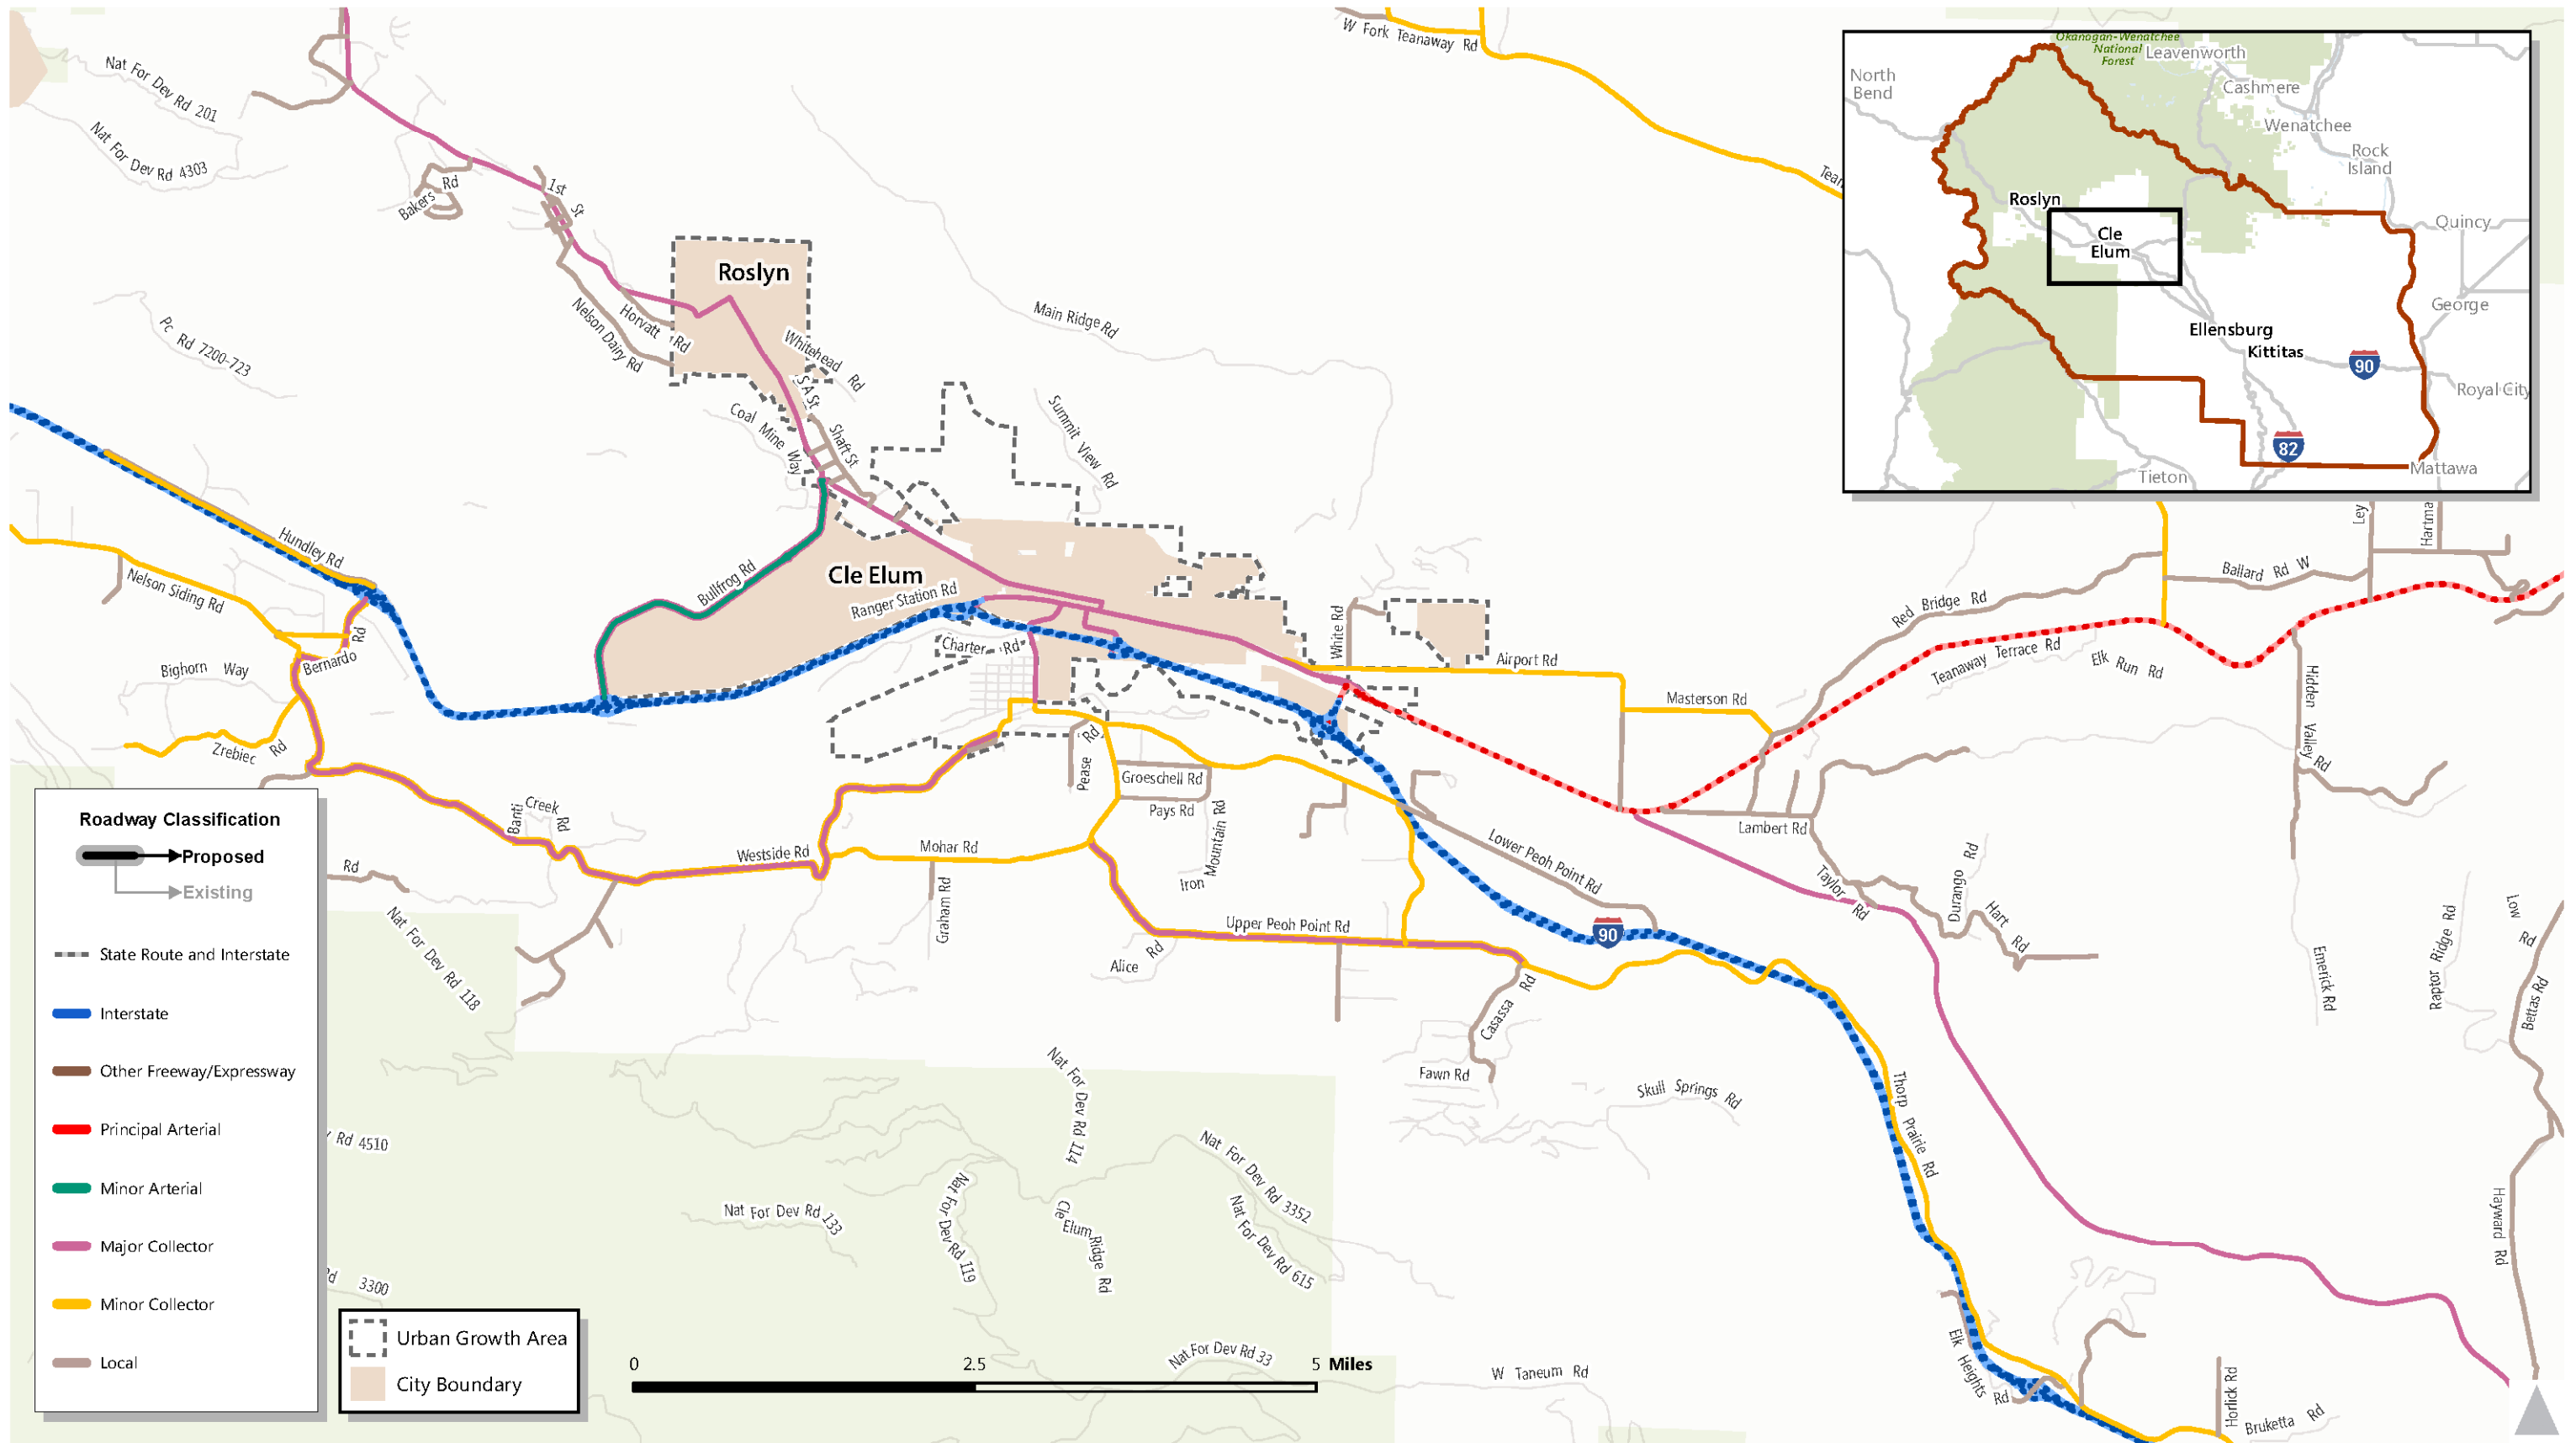 W Fork Teanaway Rd
Nat For Dev Rd 201
Nat For Dev Rd 4303
Bakers Rd
1st St
Roslyn
Nelson Dairy Rd
Horvatt Rd
Whitehead Rd
Main Ridge Rd
Pc Rd 7200-723
S A St
Coal Mine Way
Shaft St
Summit View Rd
Okanogan-Wenatchee
National
Forest
Leavenworth
North
Bend
Cashmere
Wenatchee
Rock
Island
Roslyn
Cle
Elum
Quincy
George
Ellensburg
Kittitas
90
Royal City
82
Mattawa
Tieton
Hundley Rd
Nelson Siding Rd
Bernardo Rd
Bighorn Way
Zrebiec Rd
Bullfrog Rd
Cle Elum
Ranger Station Rd
Charter Rd
White Rd
Airport Rd
Masterson Rd
Red Bridge Rd
Ballard Rd W
Ley
Hartma
Teanaway Terrace Rd
Elk Run Rd
Hidden Valley Rd
Pease Rd
Groeschell Rd
Pays Rd
Iron Mountain Rd
Banti Creek Rd
Westside Rd
Mohar Rd
Graham Rd
Lower Peoh Point Rd
Lambert Rd
Taylor Rd
Durango Rd
Hart Rd
Upper Peoh Point Rd
Alice Rd
90
Casassa Rd
Fawn Rd
Skull Springs Rd
Thorp Prairie Rd
Emerick Rd
Raptor Ridge Rd
Low Rd
Bettas Rd
Hayward Rd
Rd
Nat For Dev Rd 118
Rd 4510
3300
Nat For Dev Rd 114
Nat For Dev Rd 133
Nat For Dev Rd 119
Cle Elum Ridge Rd
Nat For Dev Rd 3352
Nat For Dev Rd 615
Nat For Dev Rd 33
W Taneum Rd
Elk Heights Rd
Horlick Rd
Bruketta Rd
Roadway Classification
Proposed
Existing
State Route and Interstate
Interstate
Other Freeway/Expressway
Principal Arterial
Minor Arterial
Major Collector
Minor Collector
Local
Urban Growth Area
City Boundary
0 2.5 5 Miles